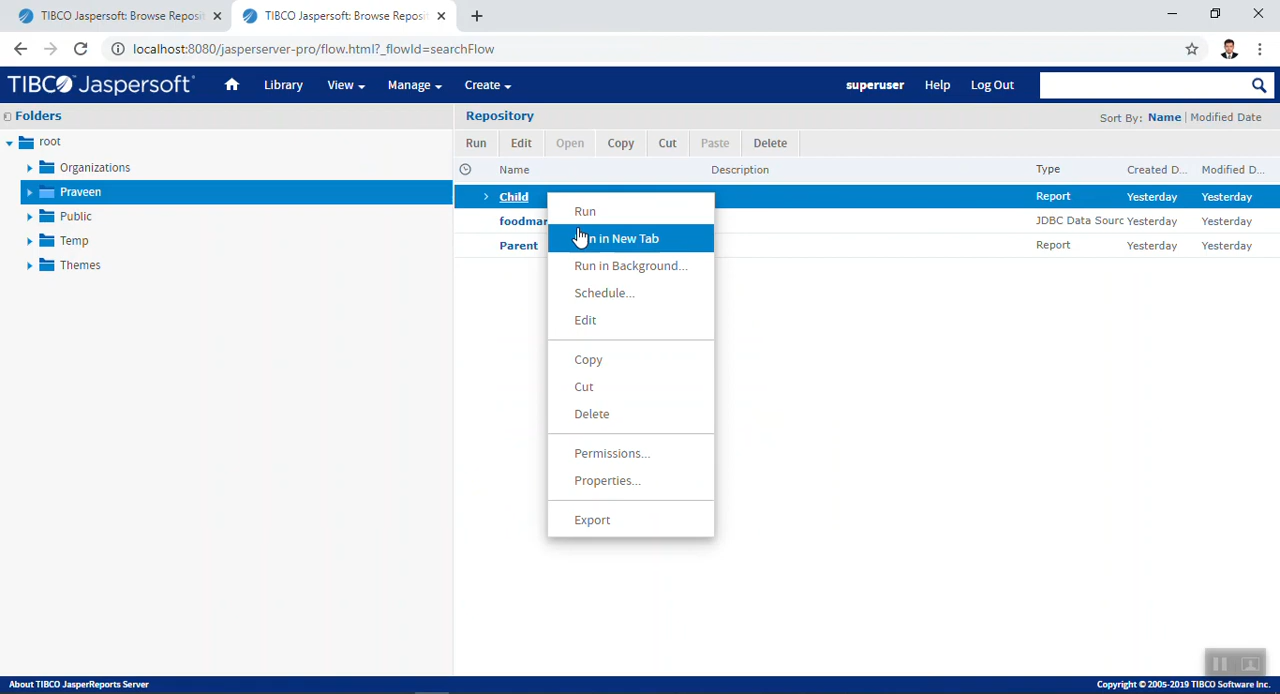 TIBCO Jaspersoft: Browse Reposi
TIBCO Jaspersoft: Browse Reposi
localhost:8080/jasperserver-pro/flow.html?_flowId=searchFlow
TIBCO Jaspersoft Library View Manage Create superuser Help Log Out
Folders
root
Organizations
Praveen
Public
Temp
Themes
Repository Sort By: Name | Modified Date
Run Edit Open Copy Cut Paste Delete
Name Description Type Created D... Modified D...
Child Report Yesterday Yesterday
foodmar JDBC Data Sourc Yesterday Yesterday
Parent Report Yesterday Yesterday
Run
in New Tab
Run in Background...
Schedule...
Edit
Copy
Cut
Delete
Permissions...
Properties...
Export
About TIBCO JasperReports Server Copyright © 2005-2019 TIBCO Software Inc.